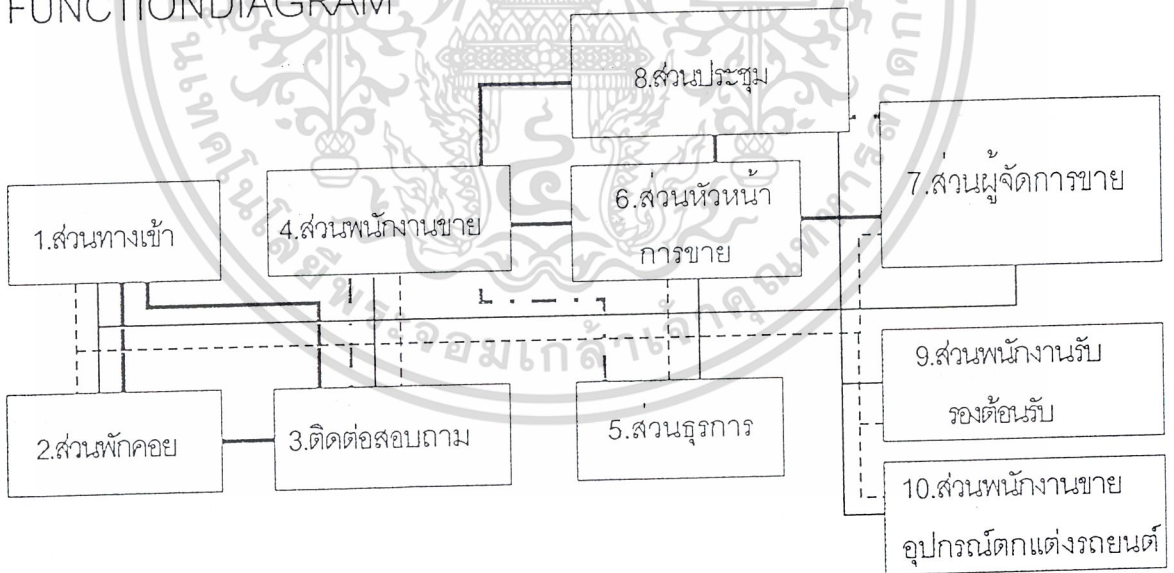 FUNCTIONDIAGRAM
8.ส่วนประชุม
7.ส่วนผู้จัดการขาย
6.ส่วนหัวหน้า
การขาย
4.ส่วนพนักงานขาย
1.ส่วนทางเข้า
9.ส่วนพนักงานรับ
รองต้อนรับ
5.ส่วนธุรการ
3.ติดต่อสอบถาม
2.ส่วนพักคอย
10.ส่วนพนักงานขาย
อุปกรณ์ตกแต่งรถยนต์